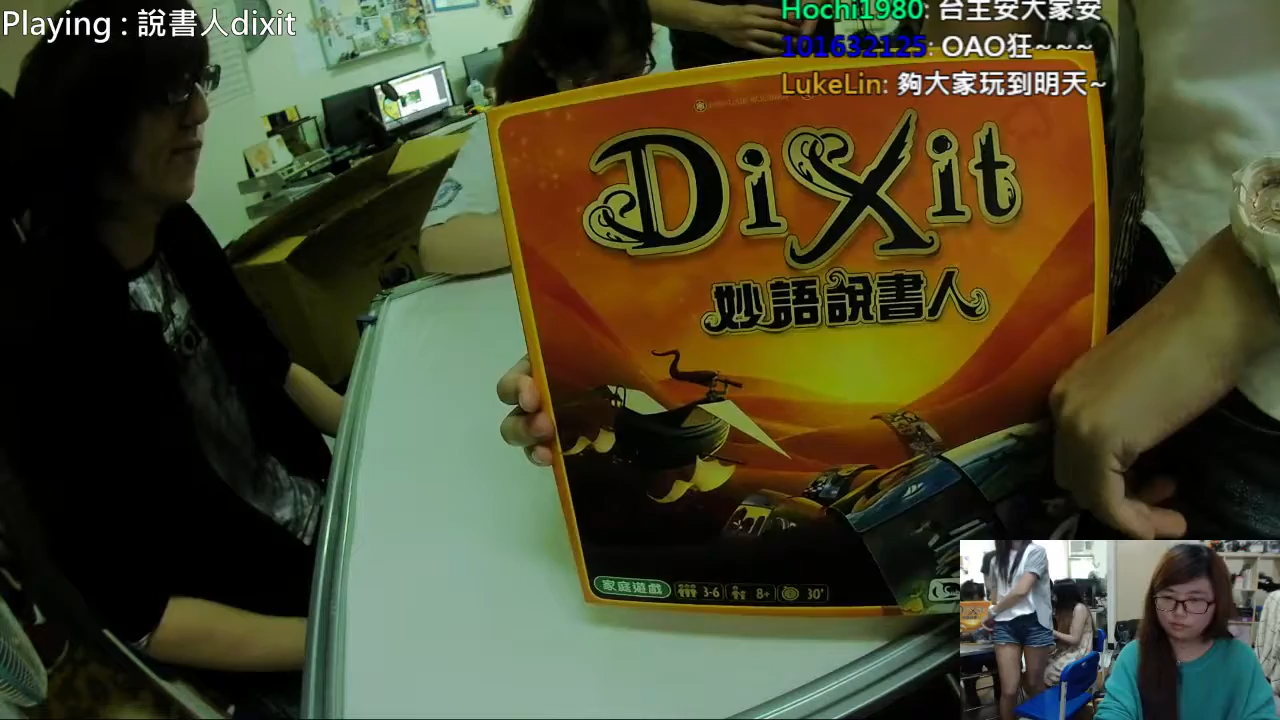 Playing : 說書人dixit
Hochi1980: 台主安大家安
101632125: OAO狂~~~
LukeLin: 夠大家玩到明天~
DiXit
妙語說書人
家庭遊戲 3-6 8+ 30'